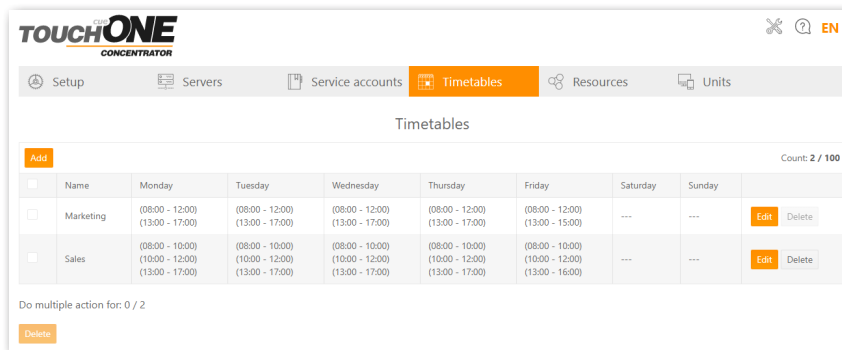 cue
TOUCHONE
CONCENTRATOR
EN
Setup Servers Service accounts Timetables Resources Units
Timetables
Add Count: 2 / 100
Name Monday Tuesday Wednesday Thursday Friday Saturday Sunday
Marketing (08:00 - 12:00) (08:00 - 12:00) (08:00 - 12:00) (08:00 - 12:00) (08:00 - 12:00) --- --- Edit Delete
(13:00 - 17:00) (13:00 - 17:00) (13:00 - 17:00) (13:00 - 17:00) (13:00 - 15:00)
(08:00 - 10:00) (08:00 - 10:00) (08:00 - 10:00) (08:00 - 10:00) (08:00 - 10:00)
Sales (10:00 - 12:00) (10:00 - 12:00) (10:00 - 12:00) (10:00 - 12:00) (10:00 - 12:00) --- --- Edit Delete
(13:00 - 17:00) (13:00 - 17:00) (13:00 - 17:00) (13:00 - 17:00) (13:00 - 16:00)
Do multiple action for: 0 / 2
Delete